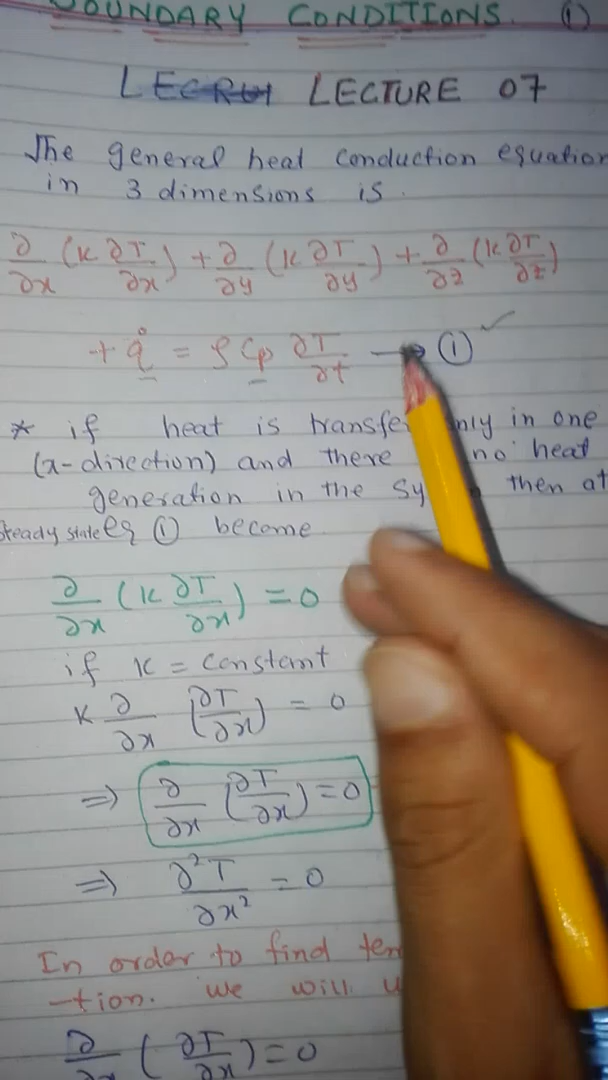 BOUNDARY CONDITIONS. ①
LECTURE 07
The general heat conduction equation
in 3 dimensions is.
∂/∂x (K ∂T/∂x) + ∂/∂y (K ∂T/∂y) + ∂/∂z (K ∂T/∂z)
+ q̇ = ρ Cp ∂T/∂t → ①
* if heat is in one
(x-direction) and there no heat
generation in the then at
steady state eq ① become.
∂/∂x (K ∂T/∂x) = 0
if K = constant
K ∂/∂x (∂T/∂x) = 0
⇒ ∂/∂x (∂T/∂x) = 0
⇒ ∂²T/∂x² = 0
In order to find
-tion. we will
∂/∂x (∂T/∂x) = 0